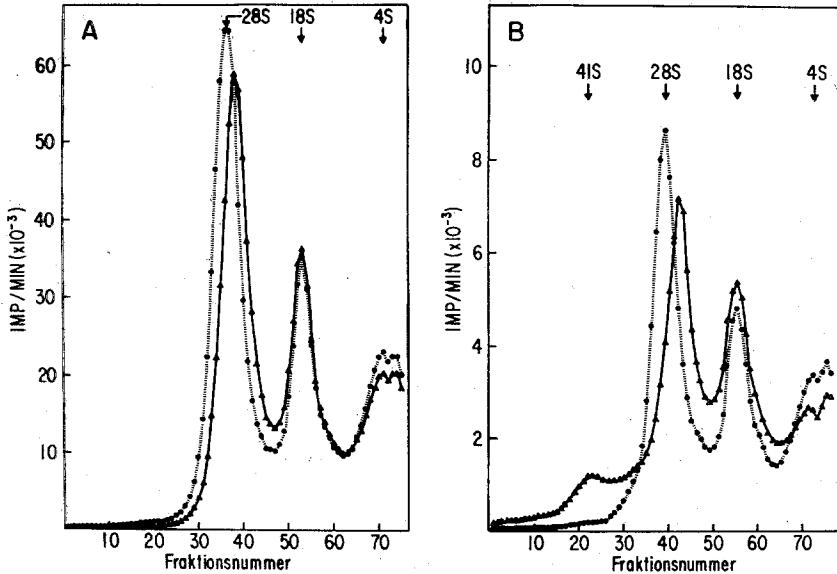 A
28S
18S
4S
IMP/MIN (x10⁻³)
60
50
40
30
20
10
10 20 30 40 50 60 70
Fraktionsnummer
B
41S
28S
18S
4S
IMP/MIN (x10⁻³)
10
8
6
4
2
10 20 30 40 50 60 70
Fraktionsnummer